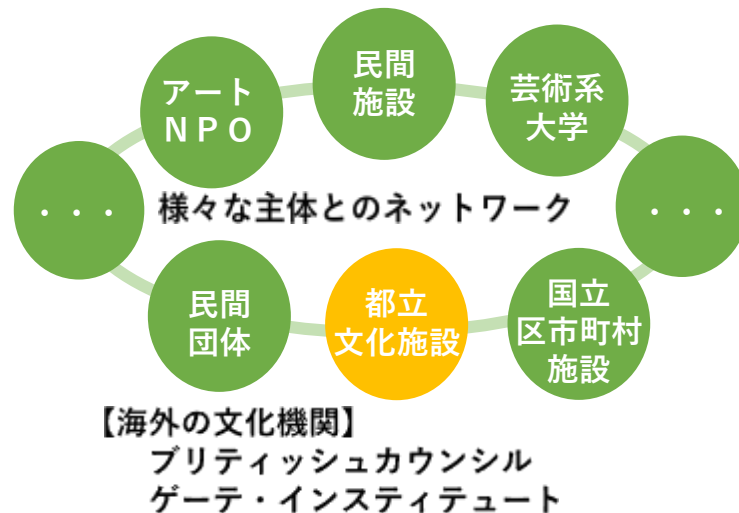 アート
ＮＰＯ
民間
施設
芸術系
大学
・・・
様々な主体とのネットワーク
・・・
民間
団体
都立
文化施設
国立
区市町村
施設
【海外の文化機関】
ブリティッシュカウンシル
ゲーテ・インスティテュート